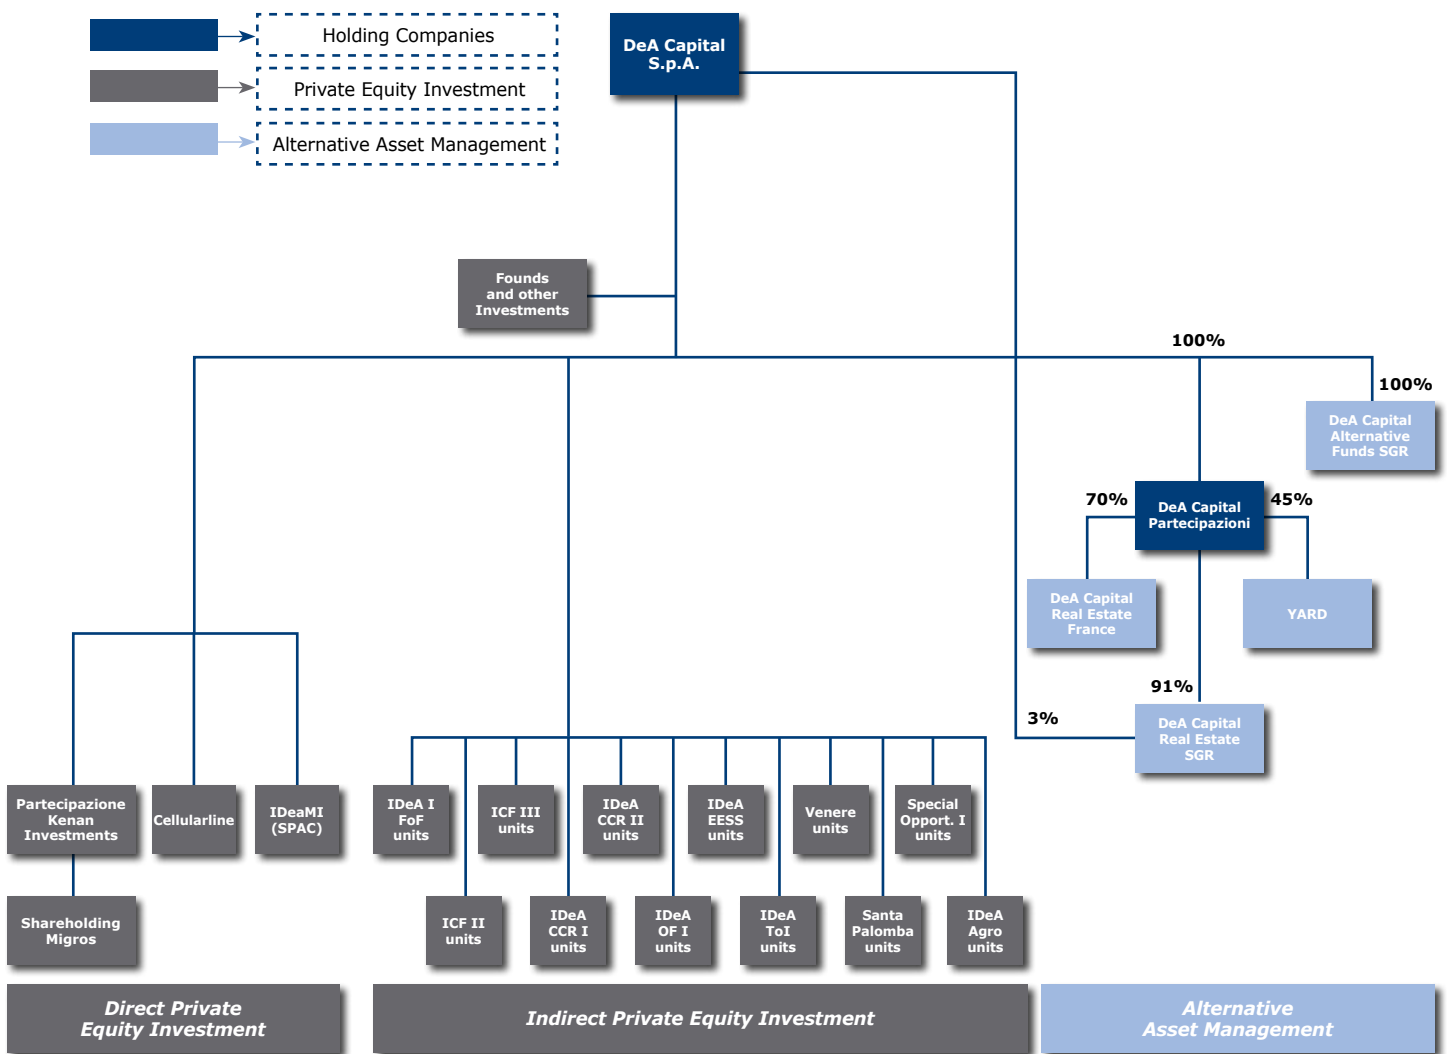 Holding Companies
Private Equity Investment
Alternative Asset Management
DeA Capital
S.p.A.
Founds
and other
Investments
100%
100%
DeA Capital
Alternative
Funds SGR
70%
DeA Capital
Partecipazioni
45%
DeA Capital
Real Estate
France
YARD
91%
3%
DeA Capital
Real Estate
SGR
Partecipazione
Kenan
Investments
Cellularline
IDeaMI
(SPAC)
IDeA I
FoF
units
ICF III
units
IDeA
CCR II
units
IDeA
EESS
units
Venere
units
Special
Opport. I
units
Shareholding
Migros
ICF II
units
IDeA
CCR I
units
IDeA
OF I
units
IDeA
ToI
units
Santa
Palomba
units
IDeA
Agro
units
Direct Private
Equity Investment
Indirect Private Equity Investment
Alternative
Asset Management